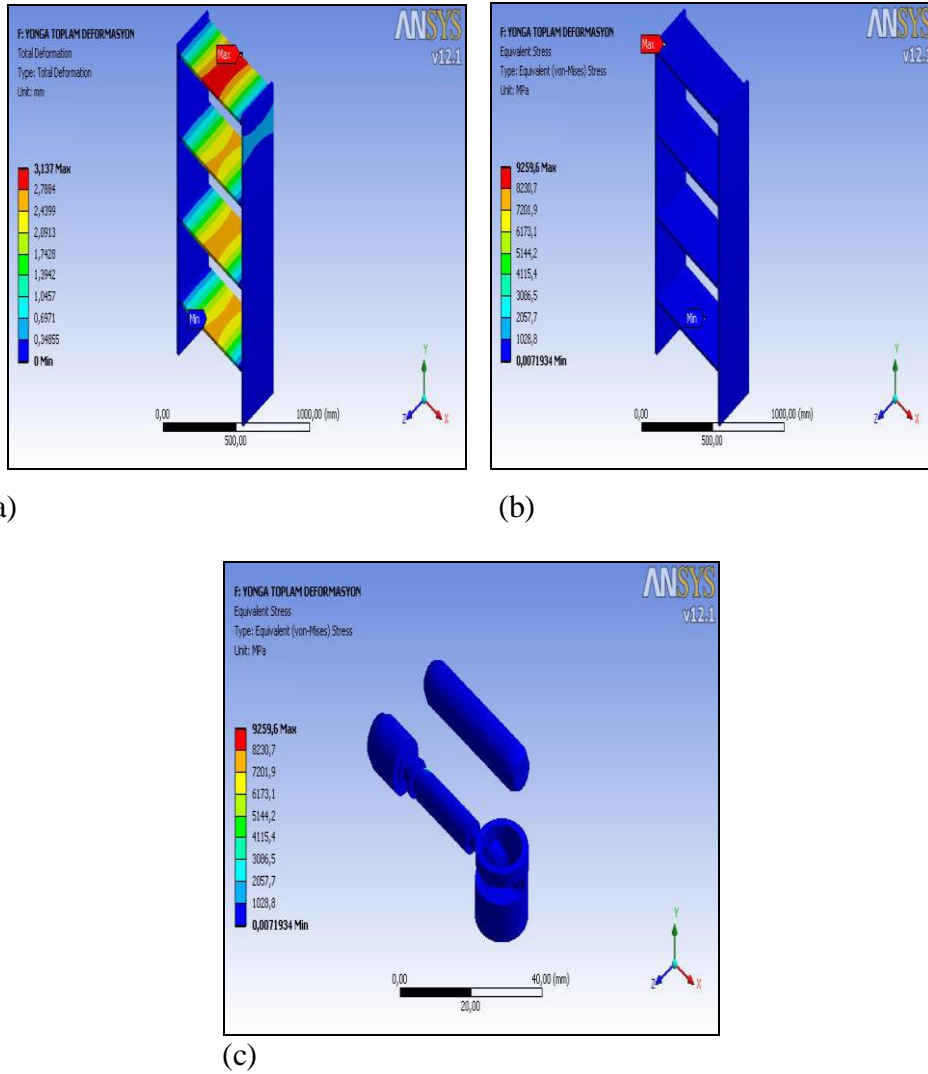 F: YONGA TOPLAM DEFORMASYON
Total Deformation
Type: Total Deformation
Unit: mm
ANSYS
v12.1
Max
3,137 Max
2,7884
2,4399
2,0913
1,7428
1,3942
1,0457
0,6971
0,34855
0 Min
Min
0,00
1000,00 (mm)
500,00
Y
Z
X
F: YONGA TOPLAM DEFORMASYON
Equivalent Stress
Type: Equivalent (von-Mises) Stress
Unit: MPa
ANSYS
v12.1
Max
9259,6 Max
8230,7
7201,9
6173,1
5144,2
4115,4
3086,5
2057,7
1028,8
0,0071934 Min
Min
0,00
1000,00 (mm)
500,00
Y
Z
X
a)
(b)
F: YONGA TOPLAM DEFORMASYON
Equivalent Stress
Type: Equivalent (von-Mises) Stress
Unit: MPa
ANSYS
v12.1
9259,6 Max
8230,7
7201,9
6173,1
5144,2
4115,4
3086,5
2057,7
1028,8
0,0071934 Min
0,00
40,00 (mm)
20,00
Y
Z
X
(c)